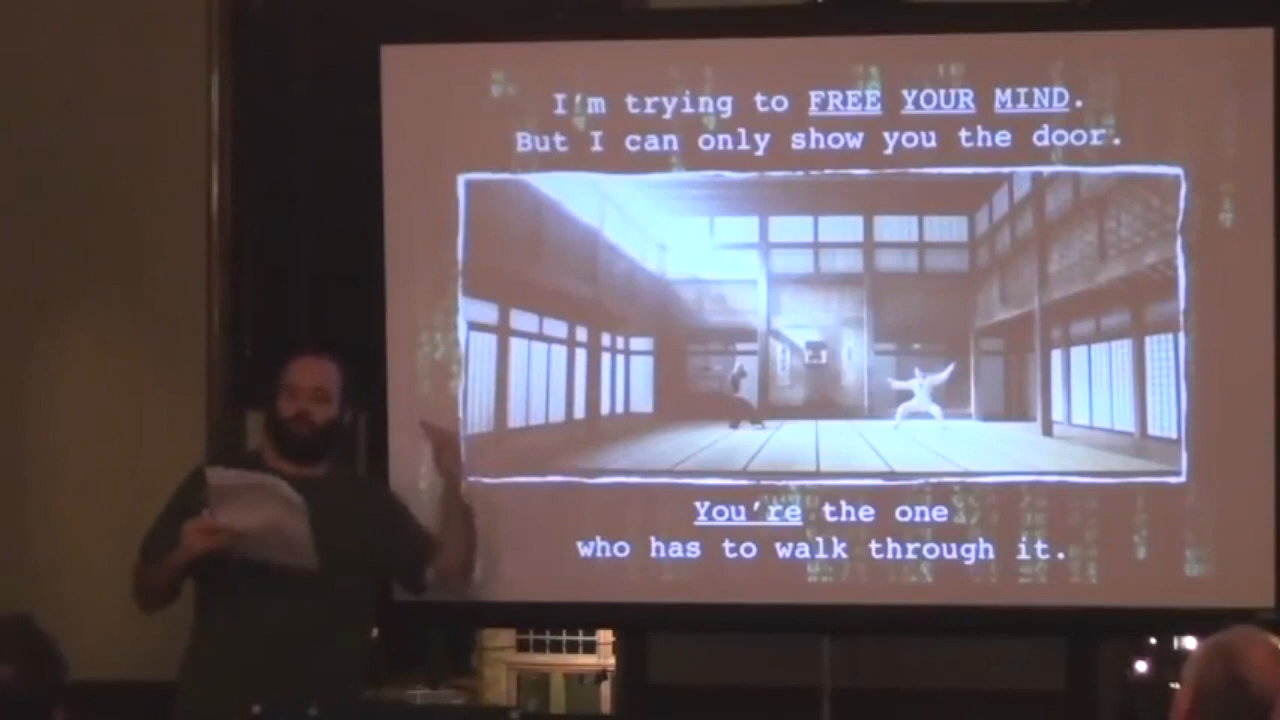 I'm trying to FREE YOUR MIND.
But I can only show you the door.
You're the one
who has to walk through it.